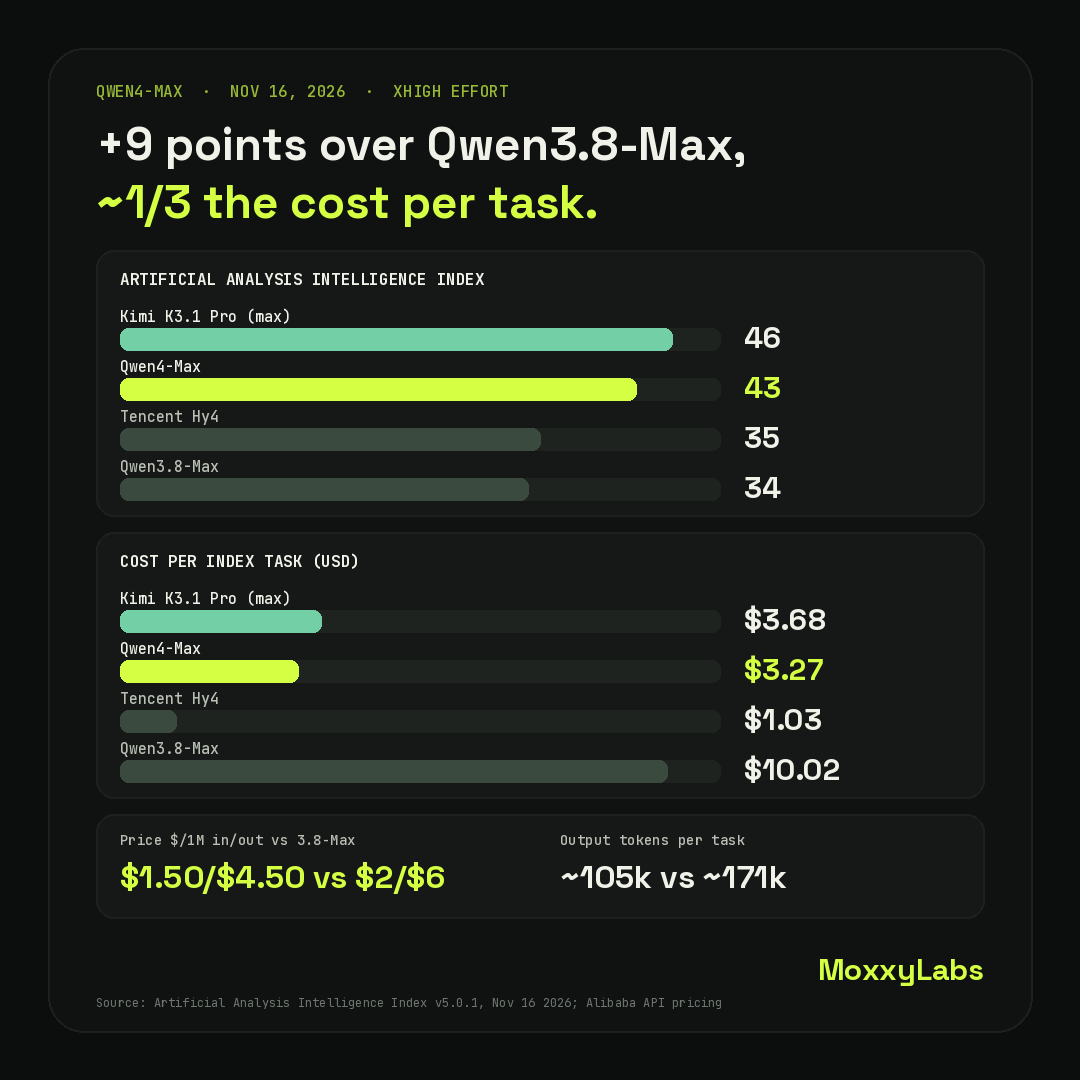 QWEN4-MAX · NOV 16, 2026 · XHIGH EFFORT
+9 points over Qwen3.8-Max,
~1/3 the cost per task.
ARTIFICIAL ANALYSIS INTELLIGENCE INDEX
Kimi K3.1 Pro (max)
46
Qwen4-Max
43
Tencent Hy4
35
Qwen3.8-Max
34
COST PER INDEX TASK (USD)
Kimi K3.1 Pro (max)
$3.68
Qwen4-Max
$3.27
Tencent Hy4
$1.03
Qwen3.8-Max
$10.02
Price $/1M in/out vs 3.8-Max
$1.50/$4.50 vs $2/$6
Output tokens per task
~105k vs ~171k
MoxxyLabs
Source: Artificial Analysis Intelligence Index v5.0.1, Nov 16 2026; Alibaba API pricing